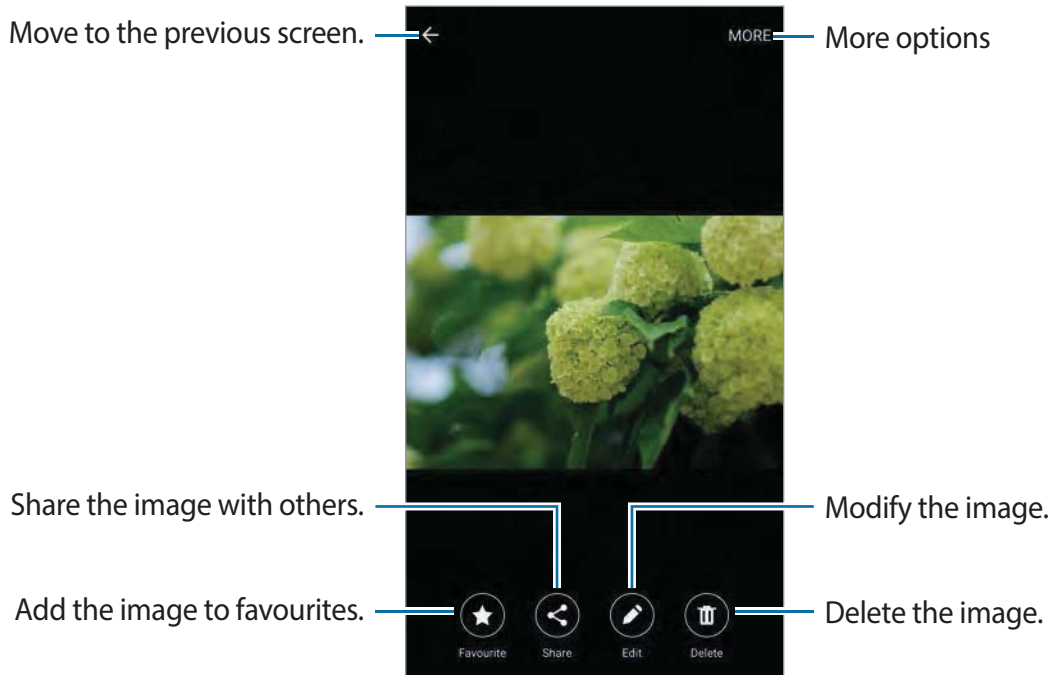 Move to the previous screen.
MORE
More options
Share the image with others.
Modify the image.
Add the image to favourites.
Delete the image.
Favourite
Share
Edit
Delete